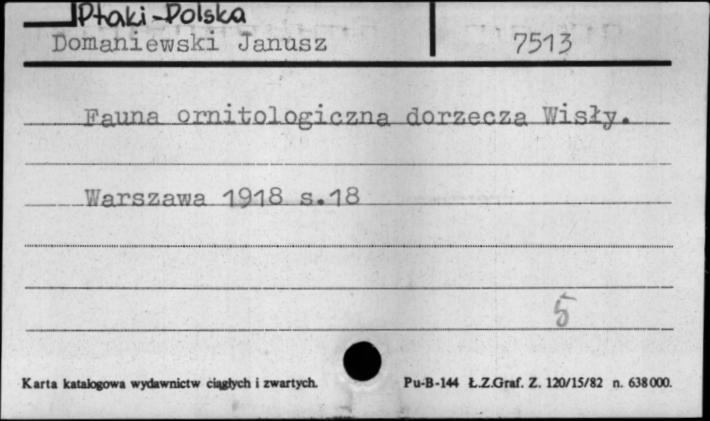 Ptaki-Polska
Domaniewski Janusz 7513
Fauna ornitologiczna dorzecza Wisły.
Warszawa 1918 s.18
5
Karta katalogowa wydawnictw ciągłych i zwartych. Pu-B-144 Ł.Z.Graf. Z. 120/15/82 n. 638000.